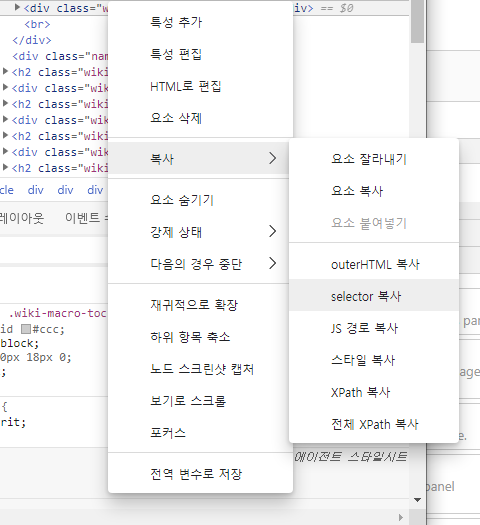 <div class="wi
iv> == $0
<br>
</div>
<div class="nam
<h2 class="wiki
<div class="wik
<h2 class="wiki
<div class="wik
<h2 class="wiki
<div class="wik
<h2 class="wiki
cle div div
레이아웃 이벤트
특성 추가
특성 편집
HTML로 편집
요소 삭제
복사
요소 숨기기
강제 상태
다음의 경우 중단
재귀적으로 확장
하위 항목 축소
노드 스크린샷 캡처
보기로 스크롤
포커스
전역 변수로 저장
요소 잘라내기
요소 복사
요소 붙여넣기
outerHTML 복사
selector 복사
JS 경로 복사
스타일 복사
XPath 복사
전체 XPath 복사
.wiki-macro-toc
id #ccc;
block;
0px 18px 0;
;
{
rit;
에이전트 스타일시트
pan
age
e.
panel